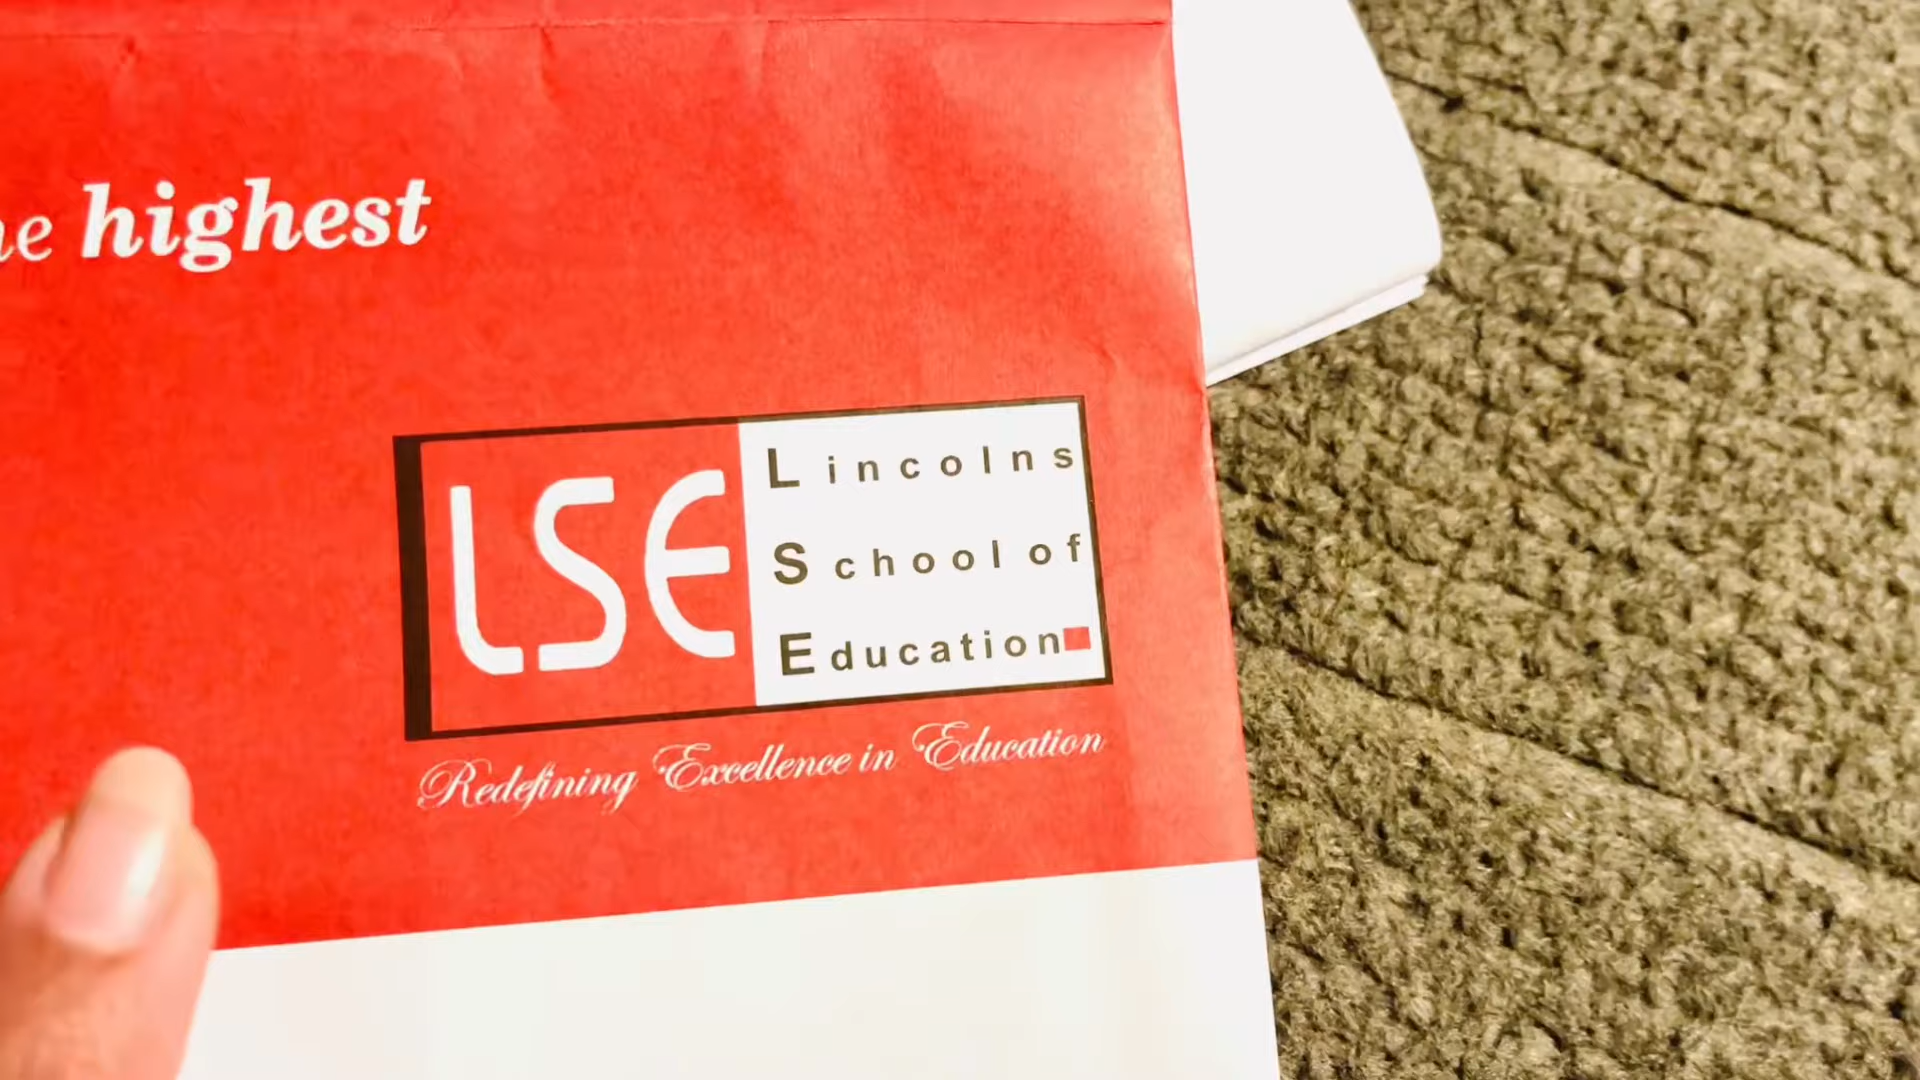 highest
LSE
Lincolns
School of
Education
Redefining Excellence in Education